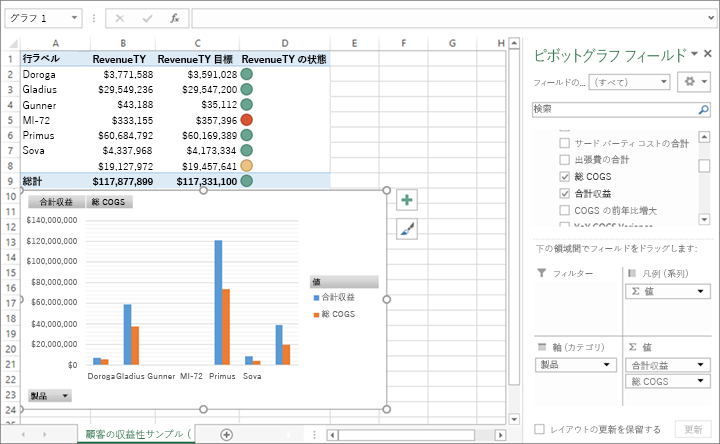 グラフ 1
A B C D E F G H
1 行ラベル RevenueTY RevenueTY 目標 RevenueTY の状態
2 Doroga $3,771,588 $3,591,028
3 Gladius $29,549,236 $29,547,200
4 Gunner $43,188 $35,112
5 MI-72 $333,155 $357,396
6 Primus $60,684,792 $60,169,389
7 Sova $4,337,968 $4,173,334
8 $19,127,972 $19,457,641
9 総計 $117,877,899 $117,331,100
10
11
12
13
14
15
16
17
18
19
20
21
22
23
24
合計収益 総 COGS
$140,000,000
$120,000,000
$100,000,000
$80,000,000
$60,000,000
$40,000,000
$20,000,000
$0
Doroga Gladius Gunner MI-72 Primus Sova
値
合計収益
総 COGS
製品
顧客の収益性サンプル (
ピボットグラフ フィールド
フィールドの... (すべて)
検索
サード パーティ コストの合計
出張費の合計
総 COGS
合計収益
COGS の前年比増大
YoY COGS Variance
下の領域間でフィールドをドラッグします:
フィルター
凡例 (系列)
Σ 値
軸 (カテゴリ)
製品
Σ 値
合計収益
総 COGS
レイアウトの更新を保留する 更新